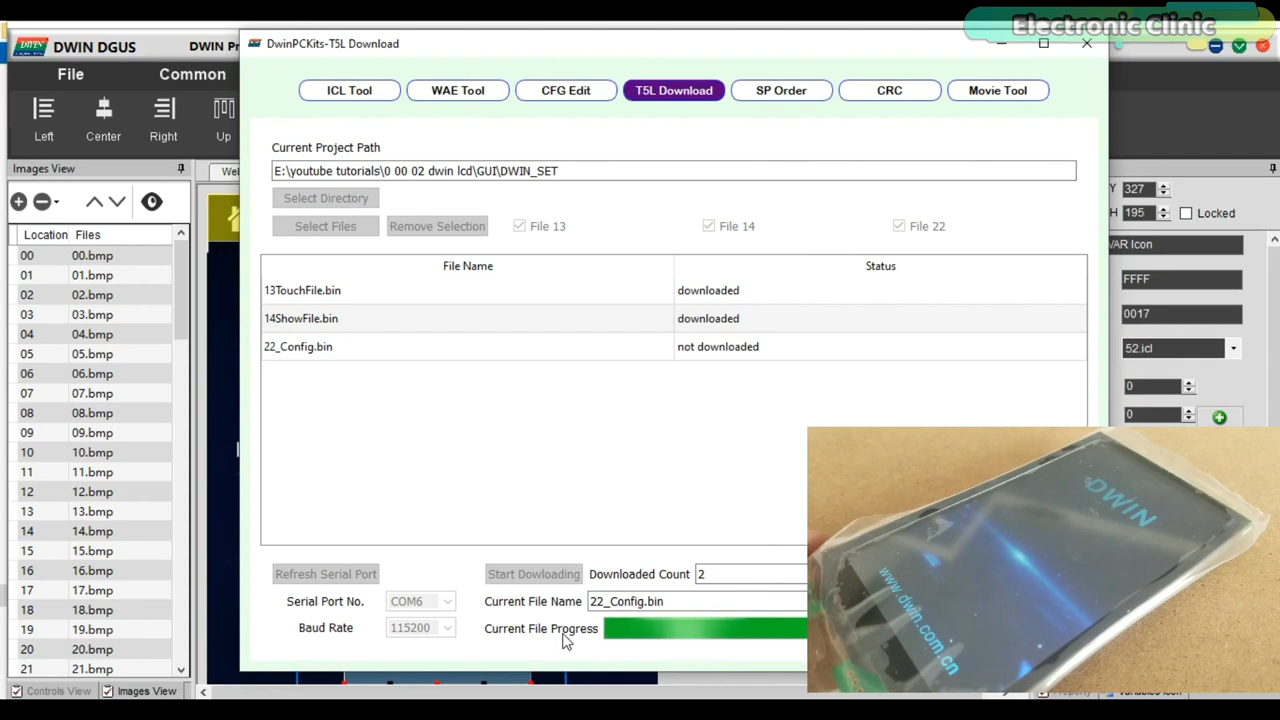 Electronic Clinic
DWIN DGUS
DWIN Pr
DwinPCKits-T5L Download
File
Common
ICL Tool
WAE Tool
CFG Edit
T5L Download
SP Order
CRC
Movie Tool
Left
Center
Right
Up
Current Project Path
E:\youtube tutorials\0 00 02 dwin lcd\GUI\DWIN_SET
Images View
Wel
Y 327
H 195
Locked
Select Directory
Select Files
Remove Selection
File 13
File 14
File 22
Location
Files
00 00.bmp
01 01.bmp
02 02.bmp
03 03.bmp
04 04.bmp
05 05.bmp
06 06.bmp
07 07.bmp
08 08.bmp
09 09.bmp
10 10.bmp
11 11.bmp
12 12.bmp
13 13.bmp
14 14.bmp
15 15.bmp
16 16.bmp
17 17.bmp
18 18.bmp
19 19.bmp
20 20.bmp
21 21.bmp
File Name
Status
13TouchFile.bin
downloaded
14ShowFile.bin
downloaded
22_Config.bin
not downloaded
VAR Icon
FFFF
0017
52.icl
0
0
Refresh Serial Port
Start Dowloading
Downloaded Count 2
Serial Port No. COM6
Current File Name 22_Config.bin
Baud Rate 115200
Current File Progress
Controls View
Images View
DWIN
www.dwin.com.cn